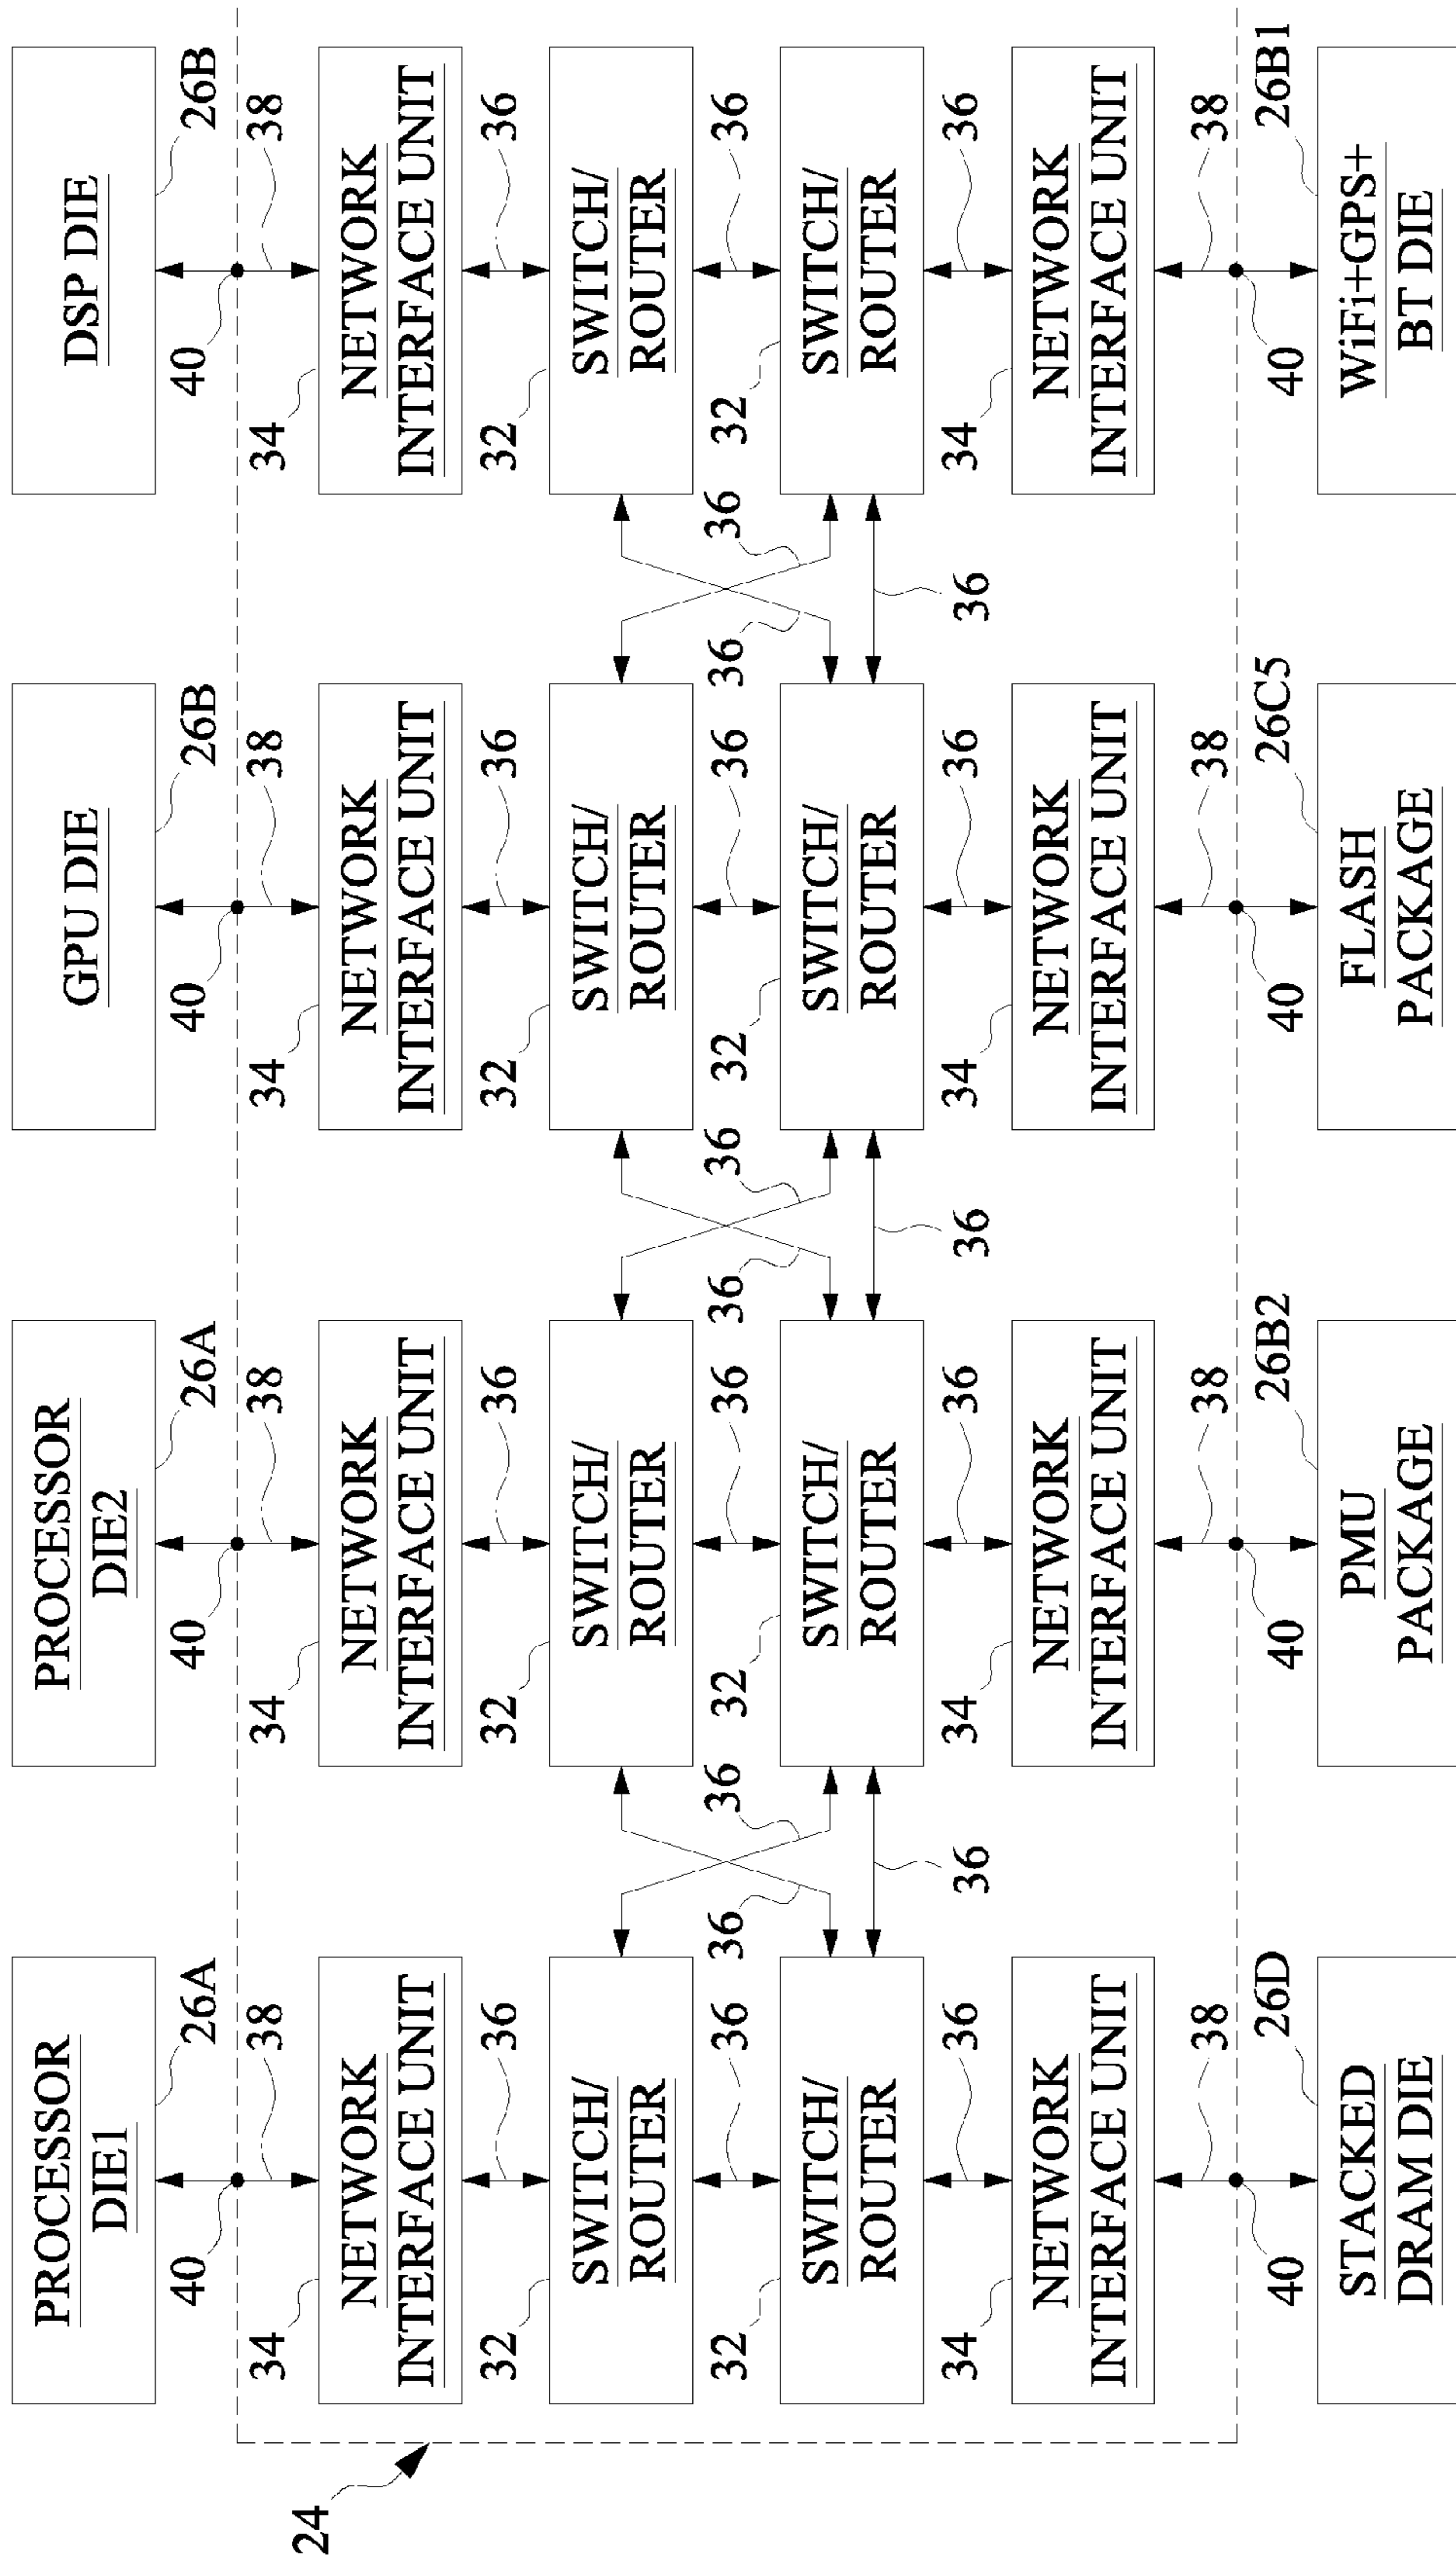 PROCESSOR PROCESSOR GPU DIE DSP DIE
DIE1 DIE2
40 26A 40 26A 40 26B 40 26B
34 38 34 38 34 38 34 38
24
NETWORK NETWORK NETWORK NETWORK
INTERFACE UNIT INTERFACE UNIT INTERFACE UNIT INTERFACE UNIT
32 36 32 36 32 36 32 36
SWITCH/ SWITCH/ SWITCH/ SWITCH/
ROUTER ROUTER ROUTER ROUTER
32 36 36 36 32 36 36 36 32 36 36 36 32 36
SWITCH/ SWITCH/ SWITCH/ SWITCH/
ROUTER ROUTER ROUTER ROUTER
34 36 36 34 36 36 34 36 36 34 36
NETWORK NETWORK NETWORK NETWORK
INTERFACE UNIT INTERFACE UNIT INTERFACE UNIT INTERFACE UNIT
38 38 38 38
40 26D 40 26B2 40 26C5 40 26B1
STACKED PMU FLASH WiFi+GPS+
DRAM DIE PACKAGE PACKAGE BT DIE